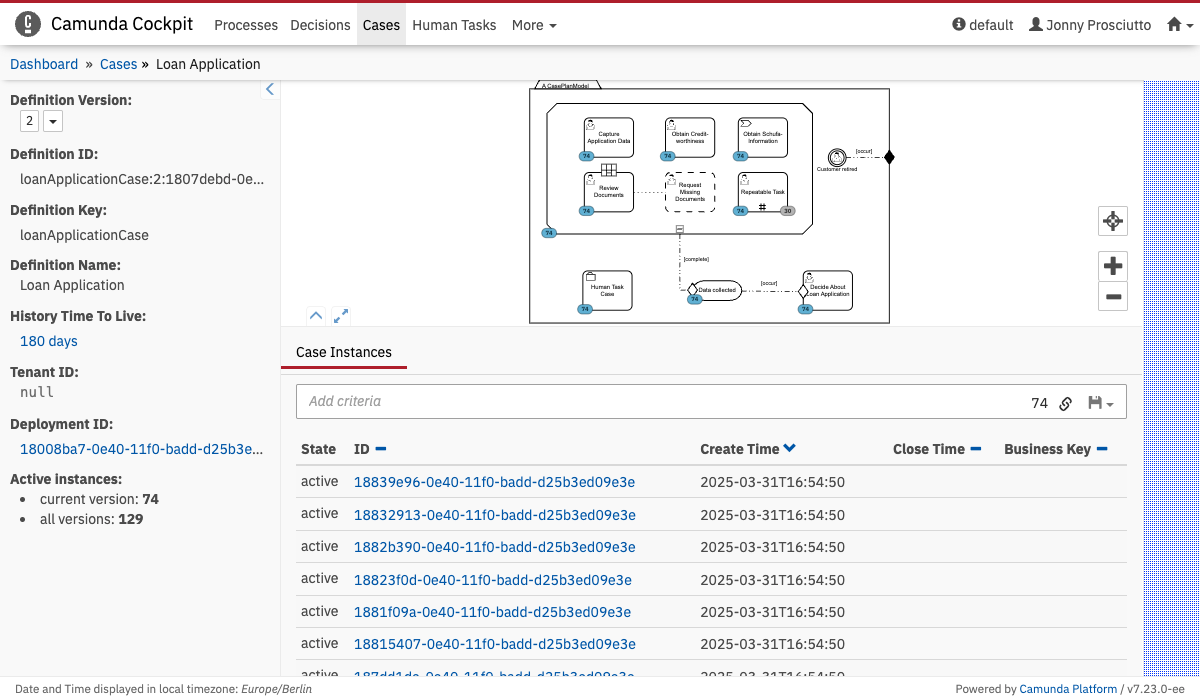 Camunda Cockpit Processes Decisions Cases Human Tasks More default Jonny Prosciutto
Dashboard » Cases » Loan Application
Definition Version:
2
Definition ID:
loanApplicationCase:2:1807debd-0e...
Definition Key:
loanApplicationCase
Definition Name:
Loan Application
History Time To Live:
180 days
Tenant ID:
null
Deployment ID:
18008ba7-0e40-11f0-badd-d25b3e...
Active instances:
current version: 74
all versions: 129
A CasePlanModel
Capture
Application Data
74
Obtain Credit-
worthiness
74
Obtain Schufa-
Information
74
Review
Documents
74
Request
Missing
Documents
Repeatable Task
74
30
74
[occur]
Customer retired
[complete]
Human Task
Case
74
Data collected
74
[occur]
Decide About
Loan Application
74
Case Instances
Add criteria 74
State ID Create Time Close Time Business Key
active 18839e96-0e40-11f0-badd-d25b3ed09e3e 2025-03-31T16:54:50
active 18832913-0e40-11f0-badd-d25b3ed09e3e 2025-03-31T16:54:50
active 1882b390-0e40-11f0-badd-d25b3ed09e3e 2025-03-31T16:54:50
active 18823f0d-0e40-11f0-badd-d25b3ed09e3e 2025-03-31T16:54:50
active 1881f09a-0e40-11f0-badd-d25b3ed09e3e 2025-03-31T16:54:50
active 18815407-0e40-11f0-badd-d25b3ed09e3e 2025-03-31T16:54:50
Date and Time displayed in local timezone: Europe/Berlin
Powered by Camunda Platform / v7.23.0-ee